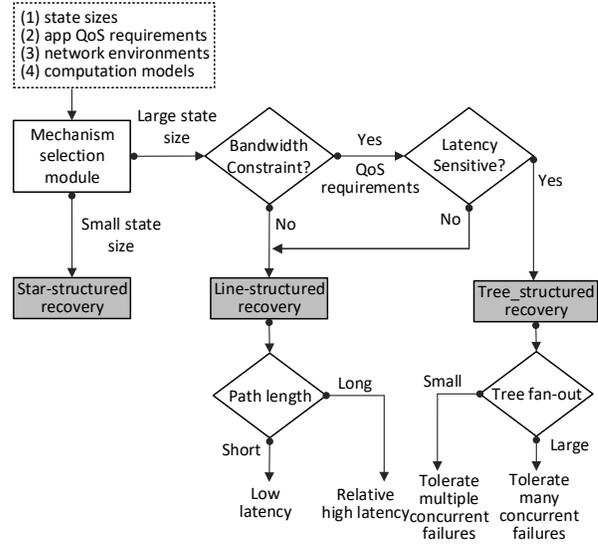 (1) state sizes
(2) app QoS requirements
(3) network environments
(4) computation models
Mechanism
selection
module
Large state
size
Bandwidth
Constraint?
Yes
QoS
requirements
Latency
Sensitive?
Yes
No
No
Small state
size
Star-structured
recovery
Line-structured
recovery
Tree_structured
recovery
Path length
Long
Short
Low
latency
Relative
high latency
Tree fan-out
Small
Large
Tolerate
multiple
concurrent
failures
Tolerate
many
concurrent
failures